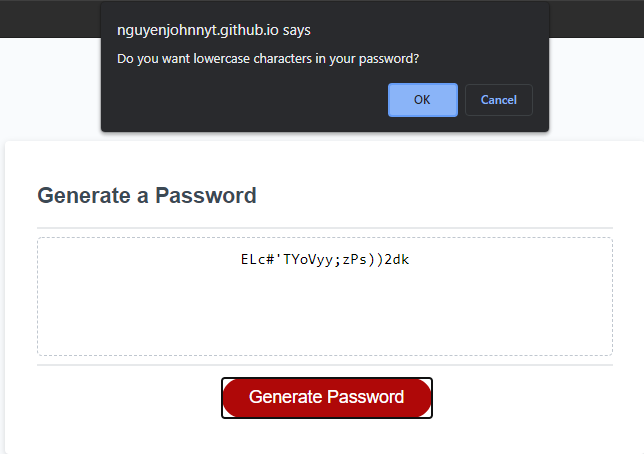 nguyenjohnnyt.github.io says
Do you want lowercase characters in your password?
OK
Cancel
Generate a Password
ELc#'TYoVyy;zPs))2dk
Generate Password